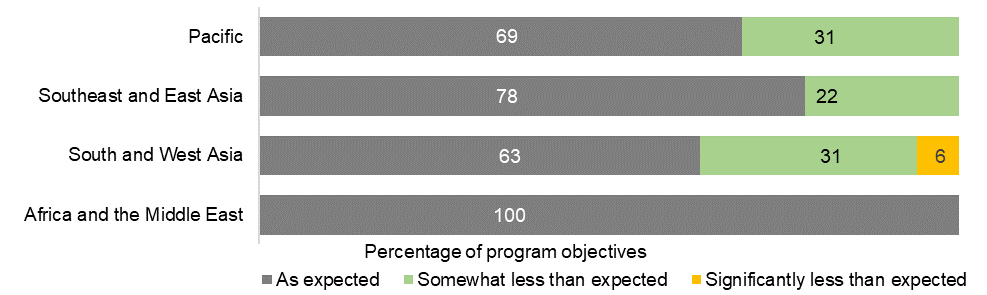 Pacific 69 31
Southeast and East Asia 78 22
South and West Asia 63 31 6
Africa and the Middle East 100
Percentage of program objectives
As expected Somewhat less than expected Significantly less than expected